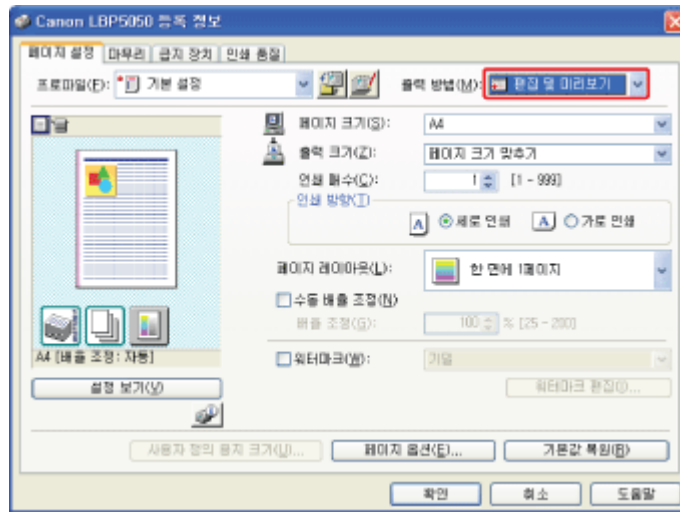 Canon LBP5050 등록 정보
페이지 설정 마무리 급지 장치 인쇄 품질
프로파일(F): 기본 설정 출력 방법(M): 편집 및 미리보기
페이지 크기(S): A4
출력 크기(Z): 페이지 크기 맞추기
인쇄 매수(C): 1 [1 - 999]
인쇄 방향(T)
A 세로 인쇄 A 가로 인쇄
페이지 레이아웃(L): 한 면에 1페이지
수동 배율 조정(N)
배율 조정(G): 100 % [25 - 200]
A4 [배율 조정: 자동]
워터마크(W): 기밀
설정 보기(V)
워터마크 편집(I)...
사용자 정의 용지 크기(U)... 페이지 옵션(E)... 기본값 복원(R)
확인 취소 도움말